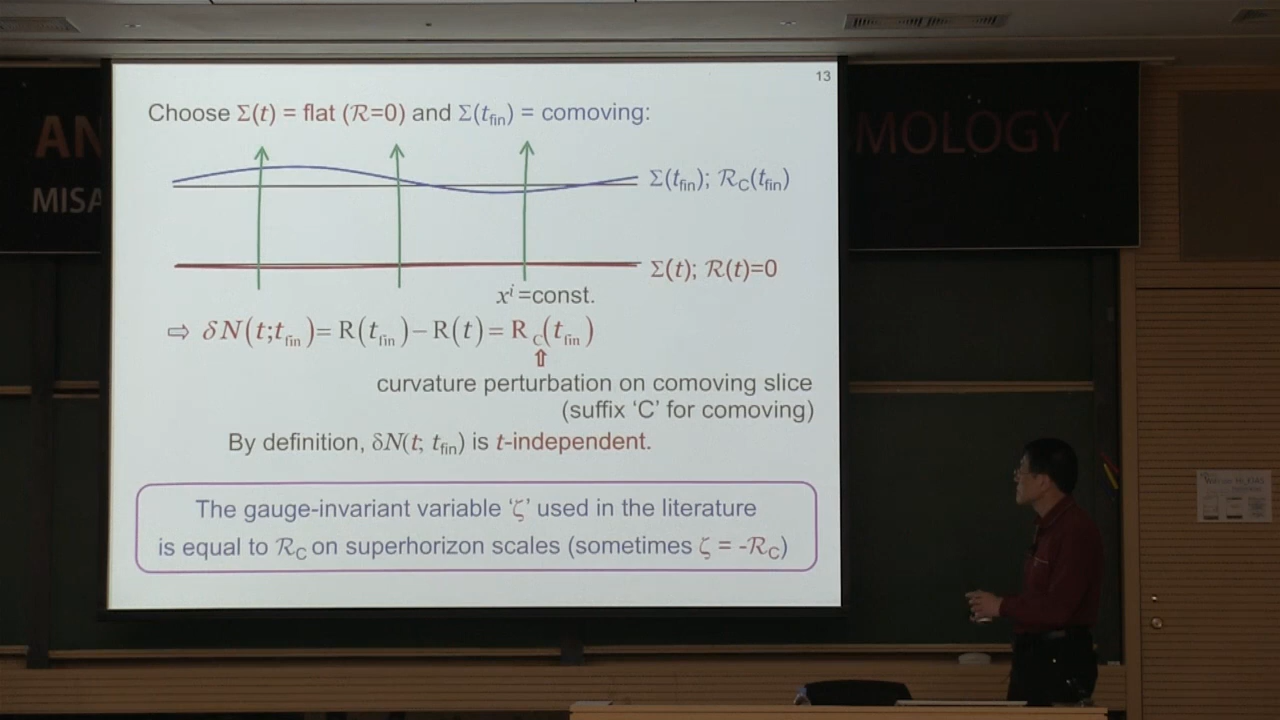 13
Choose Σ(t) = flat (ℛ=0) and Σ(t_fin) = comoving:
Σ(t_fin); ℛ_C(t_fin)
Σ(t); ℛ(t)=0
x^i=const.
⇨ δN(t;t_fin)= R(t_fin)−R(t)= R_C(t_fin)
curvature perturbation on comoving slice
(suffix 'C' for comoving)
By definition, δN(t; t_fin) is t-independent.
The gauge-invariant variable 'ζ' used in the literature
is equal to ℛ_C on superhorizon scales (sometimes ζ = -ℛ_C)
AN
MOLOGY
MISA